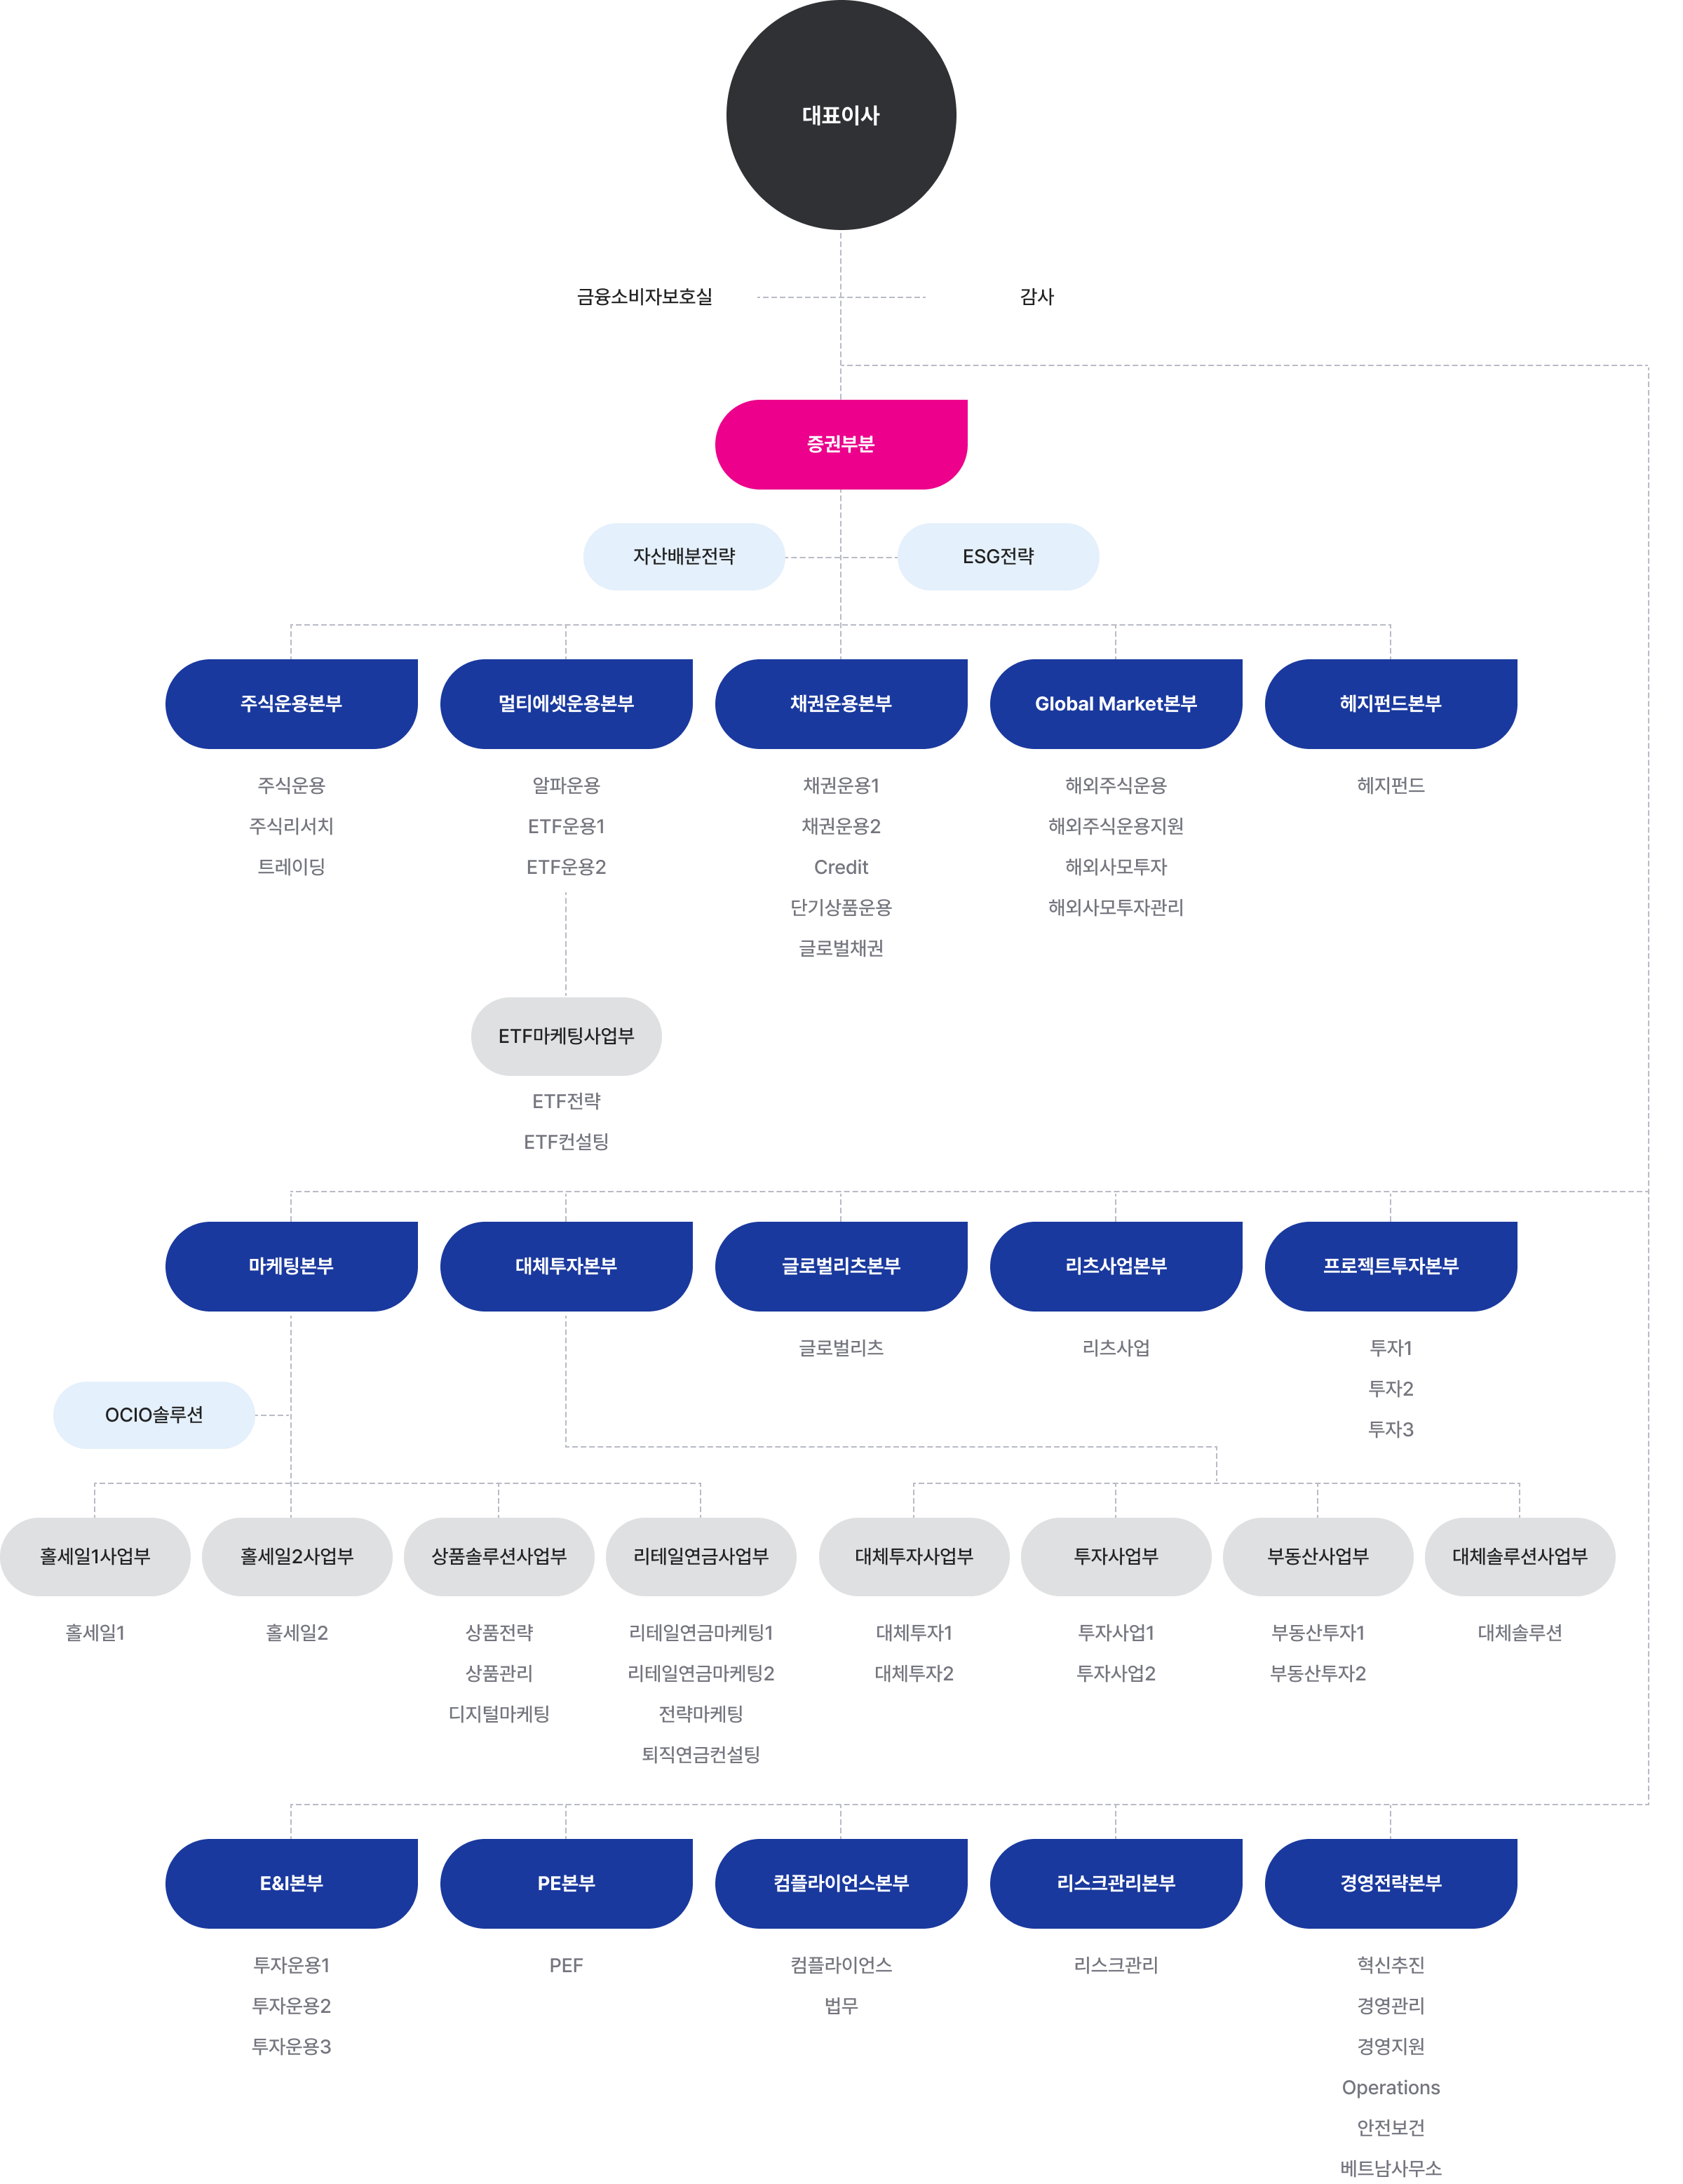 대표이사
금융소비자보호실
감사
증권부분
자산배분전략
ESG전략
주식운용본부
멀티에셋운용본부
채권운용본부
Global Market본부
헤지펀드본부
주식운용
주식리서치
트레이딩
알파운용
ETF운용1
ETF운용2
채권운용1
채권운용2
Credit
단기상품운용
글로벌채권
해외주식운용
해외주식운용지원
해외사모투자
해외사모투자관리
헤지펀드
ETF마케팅사업부
ETF전략
ETF컨설팅
마케팅본부
대체투자본부
글로벌리츠본부
리츠사업본부
프로젝트투자본부
글로벌리츠
리츠사업
투자1
투자2
투자3
OCIO솔루션
홀세일1사업부
홀세일2사업부
상품솔루션사업부
리테일연금사업부
대체투자사업부
투자사업부
부동산사업부
대체솔루션사업부
홀세일1
홀세일2
상품전략
상품관리
디지털마케팅
리테일연금마케팅1
리테일연금마케팅2
전략마케팅
퇴직연금컨설팅
대체투자1
대체투자2
투자사업1
투자사업2
부동산투자1
부동산투자2
대체솔루션
E&I본부
PE본부
컴플라이언스본부
리스크관리본부
경영전략본부
투자운용1
투자운용2
투자운용3
PEF
컴플라이언스
법무
리스크관리
혁신추진
경영관리
경영지원
Operations
안전보건
베트남사무소